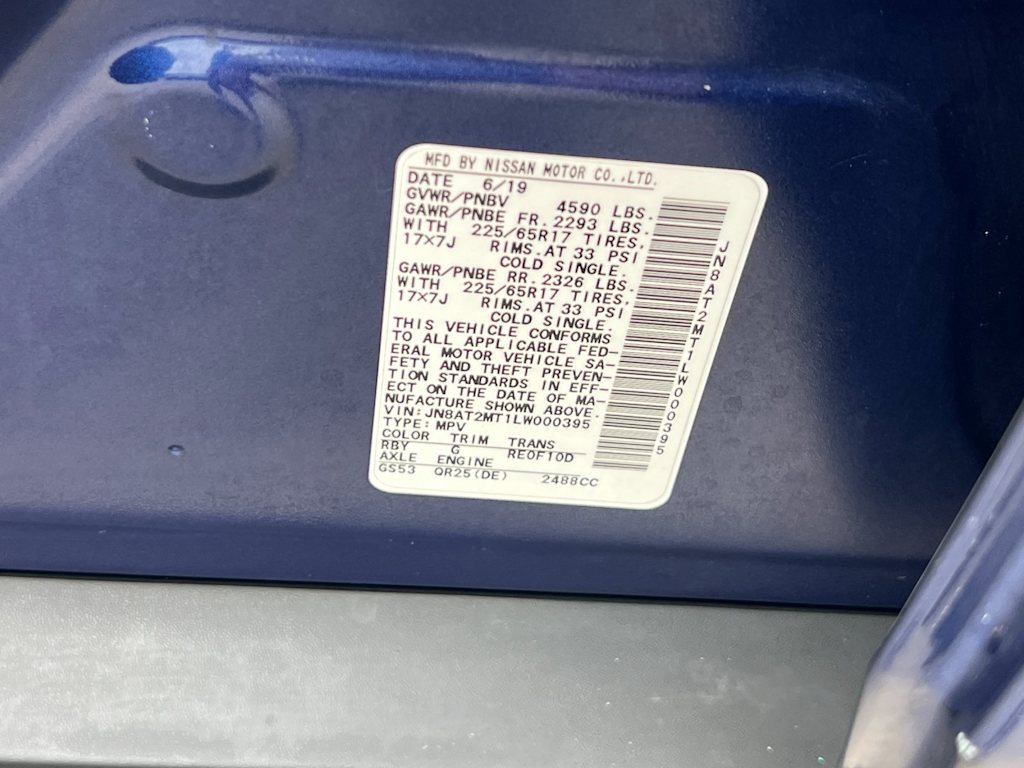 MFD BY NISSAN MOTOR CO.,LTD.
DATE 6/19
GVWR/PNBV 4590 LBS.
GAWR/PNBE FR. 2293 LBS.
WITH 225/65R17 TIRES,
17×7J RIMS.AT 33 PSI
COLD SINGLE.
GAWR/PNBE RR. 2326 LBS.
WITH 225/65R17 TIRES,
17×7J RIMS.AT 33 PSI
COLD SINGLE.
THIS VEHICLE CONFORMS
TO ALL APPLICABLE FED-
ERAL MOTOR VEHICLE SA-
FETY AND THEFT PREVEN-
TION STANDARDS IN EFF-
ECT ON THE DATE OF MA-
NUFACTURE SHOWN ABOVE.
VIN:JN8AT2MT1LW000395
TYPE:MPV
COLOR TRIM TRANS
RBY G RE0F10D
AXLE ENGINE
GS53 QR25(DE) 2488CC
JN8AT2MT1LW000395